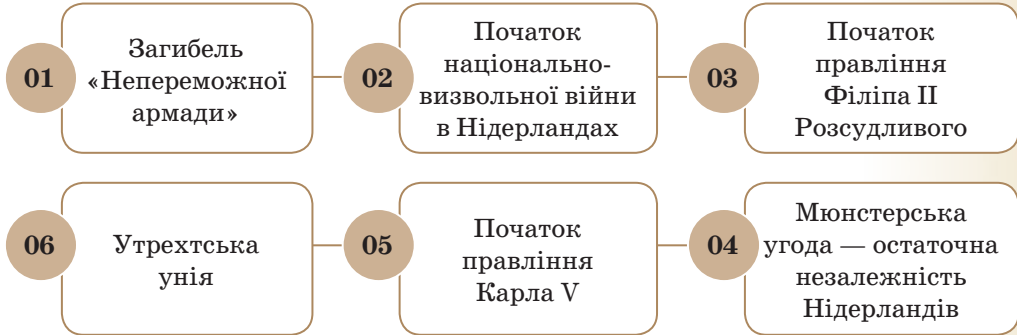 01
Загибель
«Непереможної
армади»
02
Початок
національно-
визвольної війни
в Нідерландах
03
Початок
правління
Філіпа II
Розсудливого
06
Утрехтська
унія
05
Початок
правління
Карла V
04
Мюнстерська
угода — остаточна
незалежність
Нідерландів